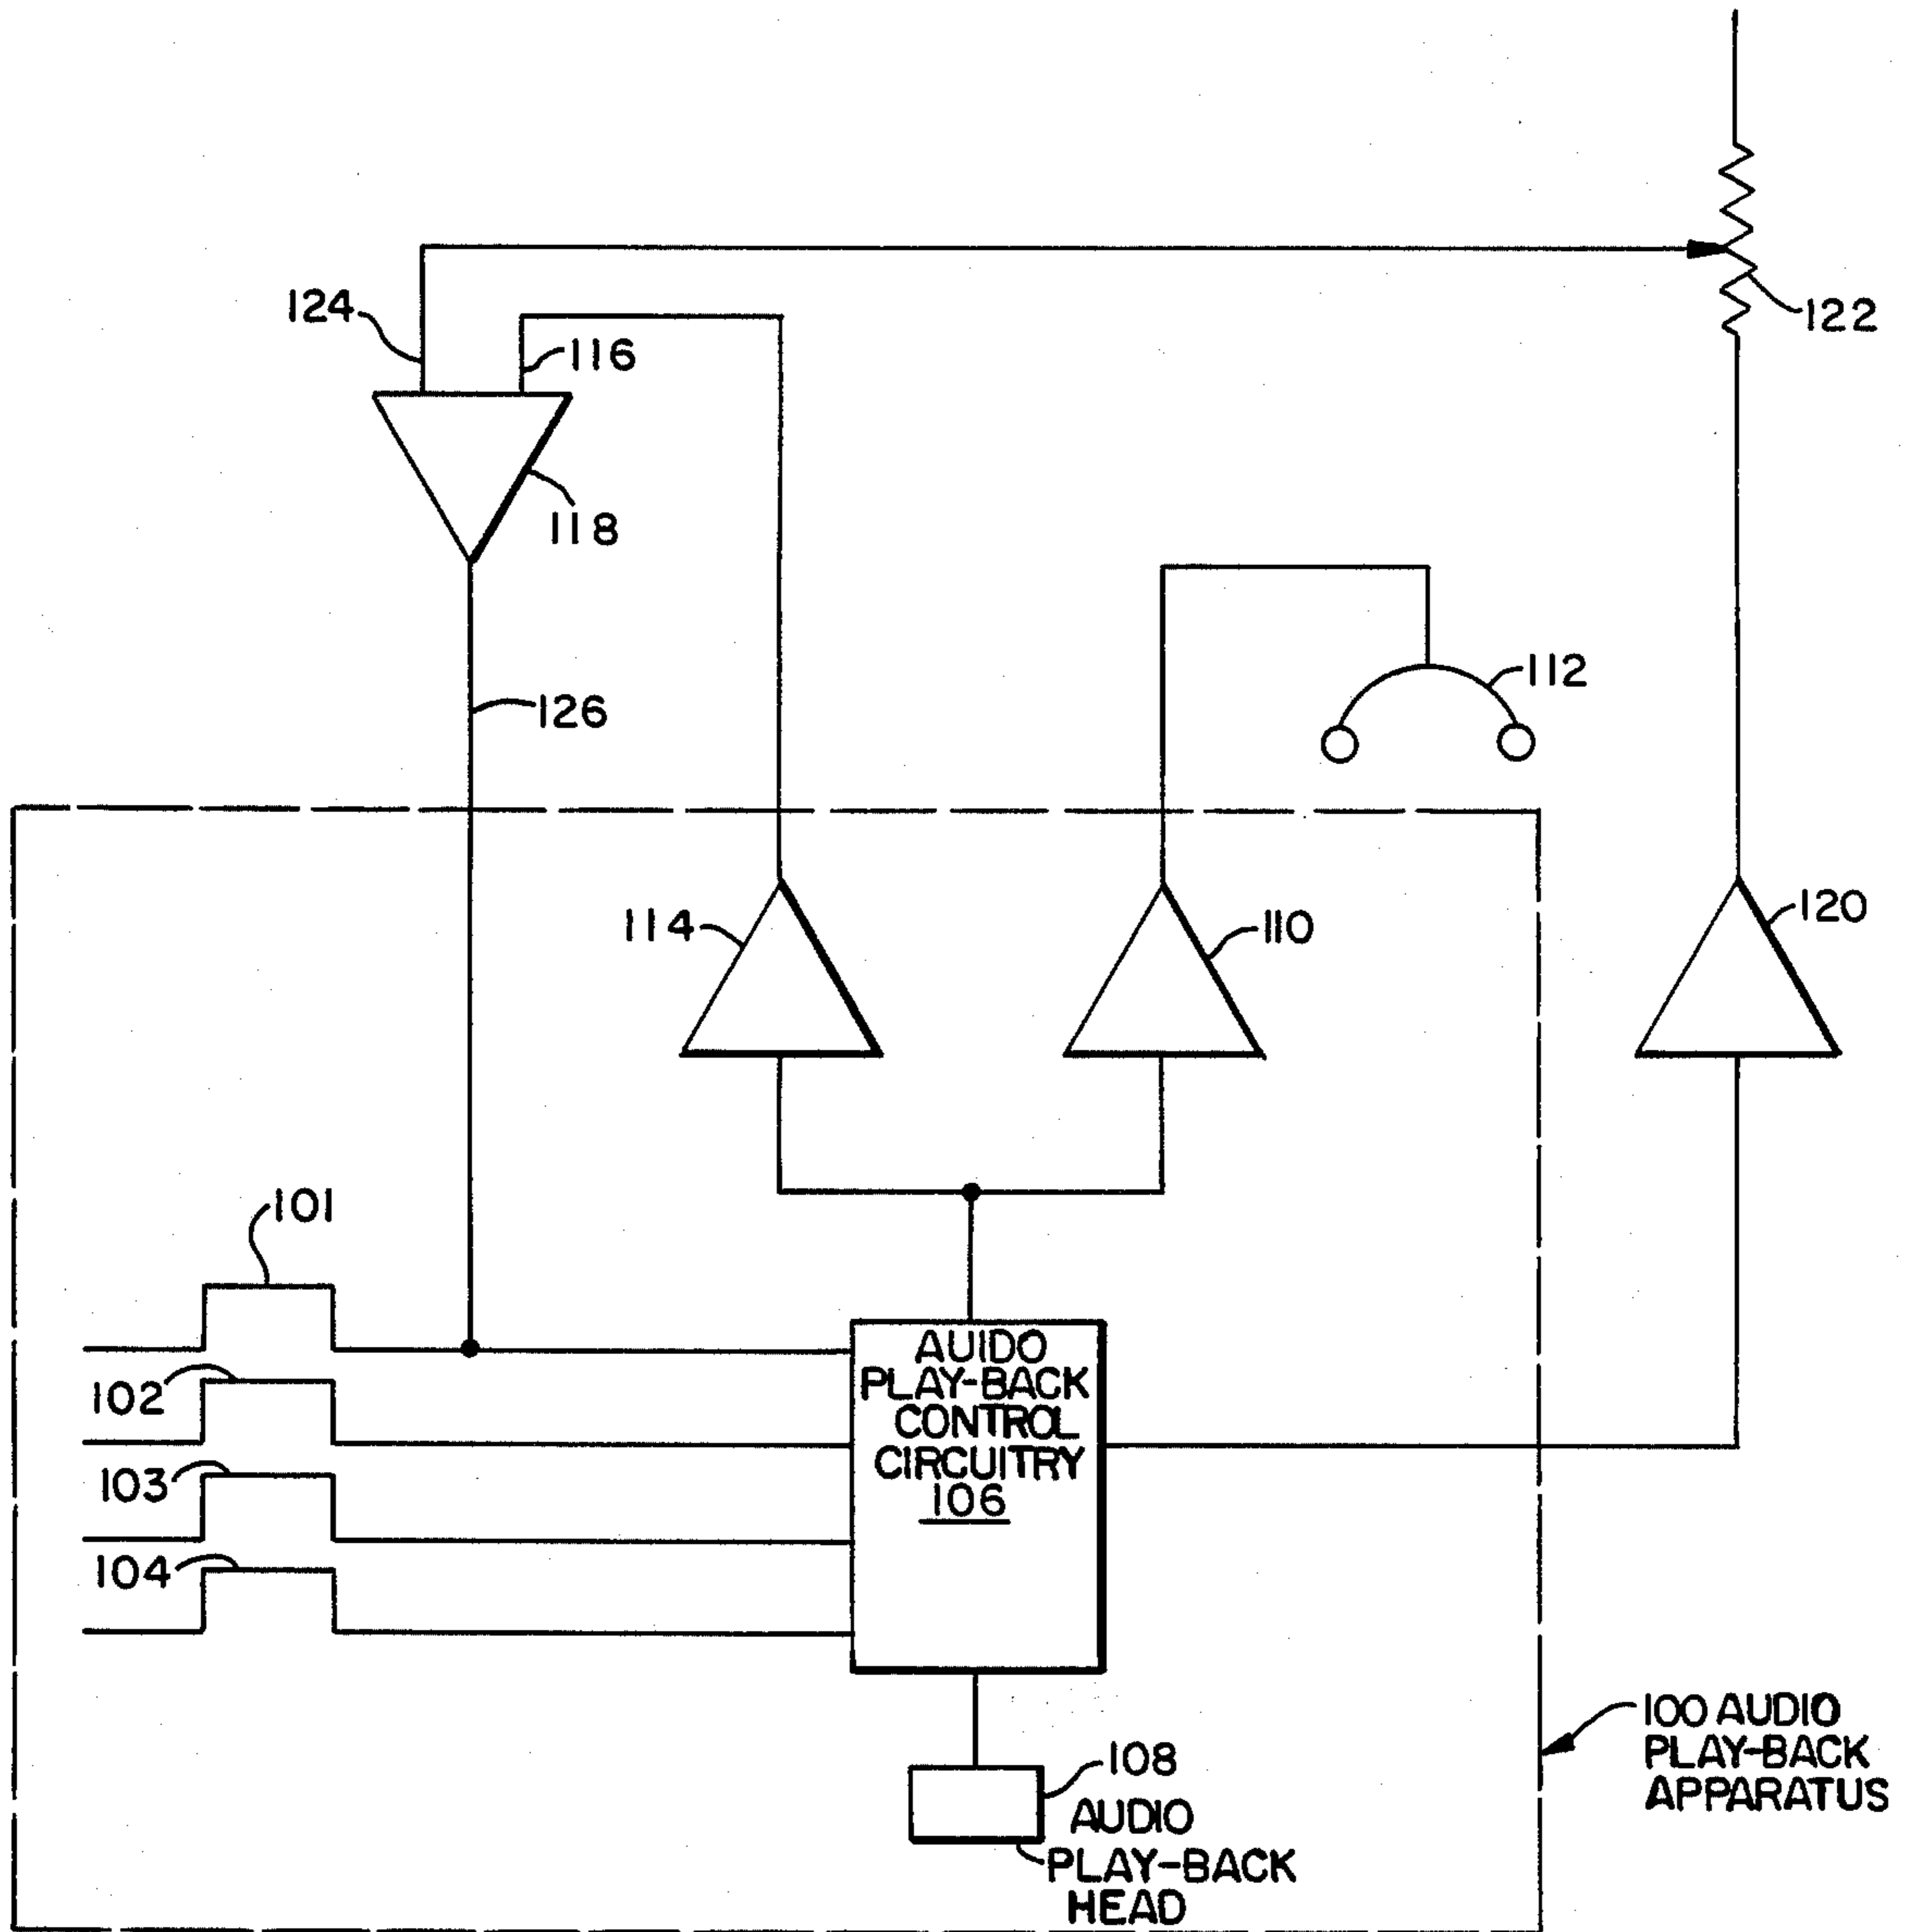 124
116
122
118
112
126
114
110
120
101
102
103
104
AUIDO
PLAY-BACK
CONTROL
CIRCUITRY
106
100 AUDIO
PLAY-BACK
APPARATUS
108
AUDIO
PLAY-BACK
HEAD